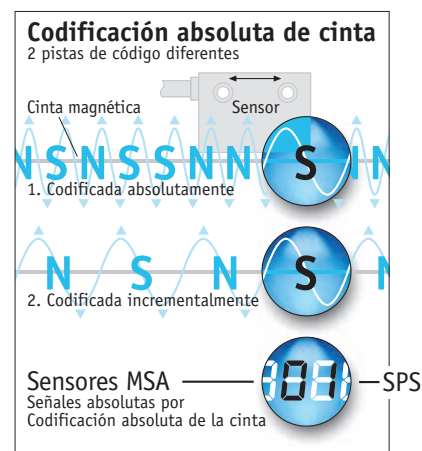 Codificación absoluta de cinta
2 pistas de código diferentes
Cinta magnética
Sensor
N S N S S N N S I N
1. Codificada absolutamente
N S N S N
2. Codificada incrementalmente
Sensores MSA
SPS
Señales absolutas por
Codificación absoluta de la cinta